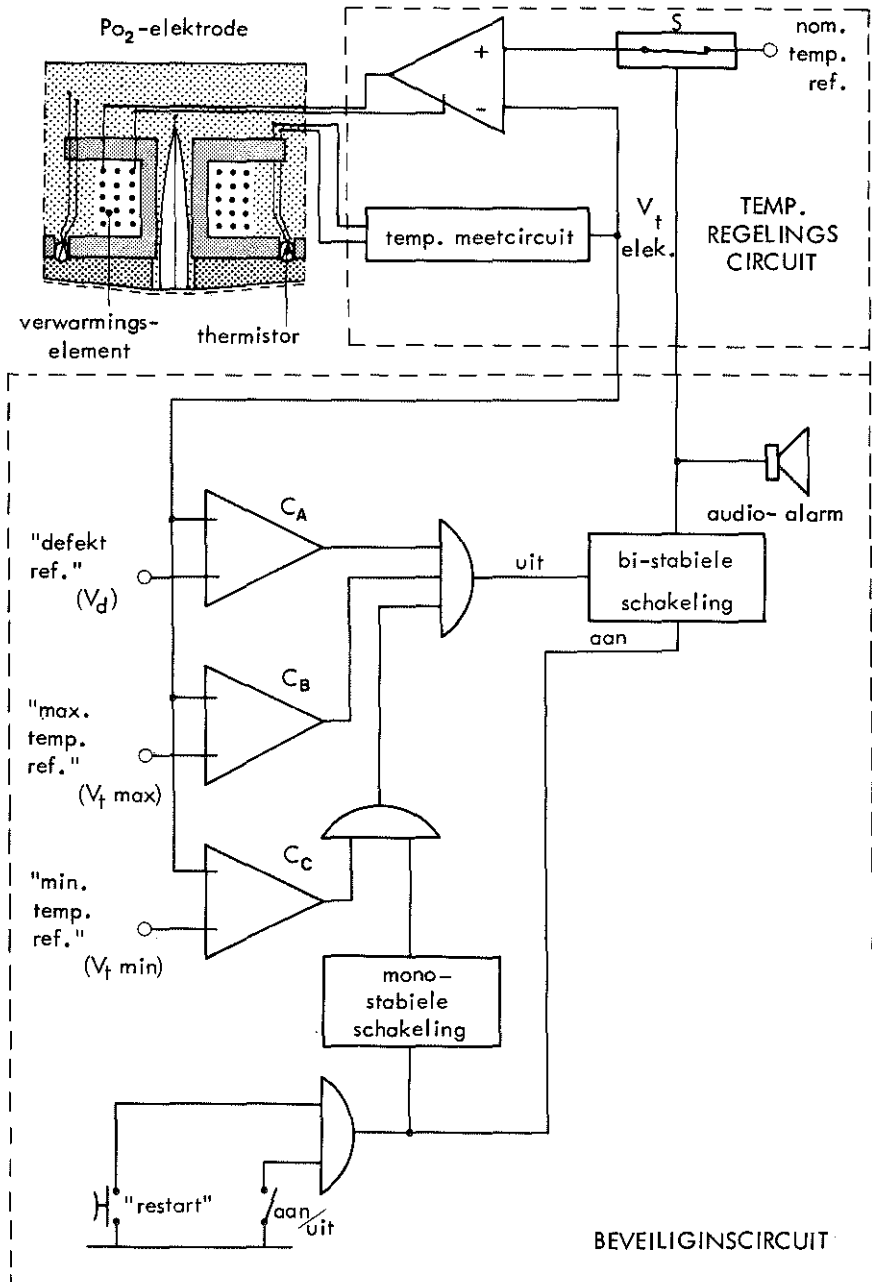 Po2-elektrode
S
nom.
temp.
ref.
+
-
temp. meetcircuit
Vt
elek.
TEMP.
REGELINGS
CIRCUIT
verwarmings-
element
thermistor
audio-alarm
CA
"defekt
ref."
(Vd)
uit
bi-stabiele
schakeling
aan
CB
"max.
temp.
ref."
(Vt max)
CC
"min.
temp.
ref."
(Vt min)
mono-
stabiele
schakeling
"restart"
aan/
uit
BEVEILIGINSCIRCUIT